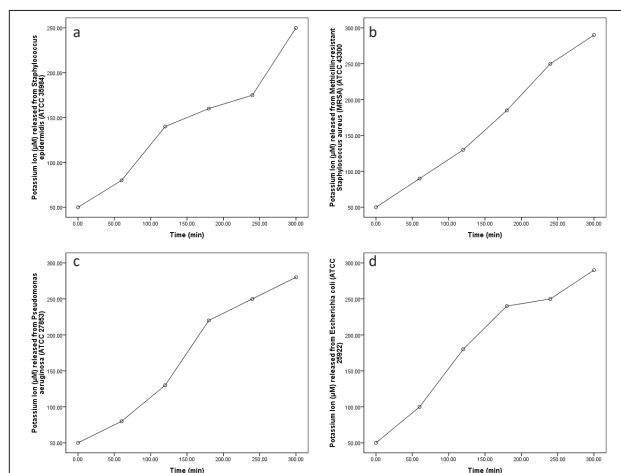 a
Potassium Ion (µM) released from Staphylococcus
epidermidis (ATCC 35984)
250.00
200.00
150.00
100.00
50.00
0.00 50.00 100.00 150.00 200.00 250.00 300.00
Time (min)
b
Potassium Ion (µM) released from Methicillin-resistant
Staphylococcus aureus (MRSA) (ATCC 43300
300.00
250.00
200.00
150.00
100.00
50.00
0.00 50.00 100.00 150.00 200.00 250.00 300.00
Time (min)
c
Potassium Ion (µM) released from Pseudomonas
aeruginosa (ATCC 27853)
300.00
250.00
200.00
150.00
100.00
50.00
0.00 50.00 100.00 150.00 200.00 250.00 300.00
Time (min)
d
Potassium Ion (µM) released from Escherichia coli (ATCC
25922)
300.00
250.00
200.00
150.00
100.00
50.00
0.00 50.00 100.00 150.00 200.00 250.00 300.00
Time (min)